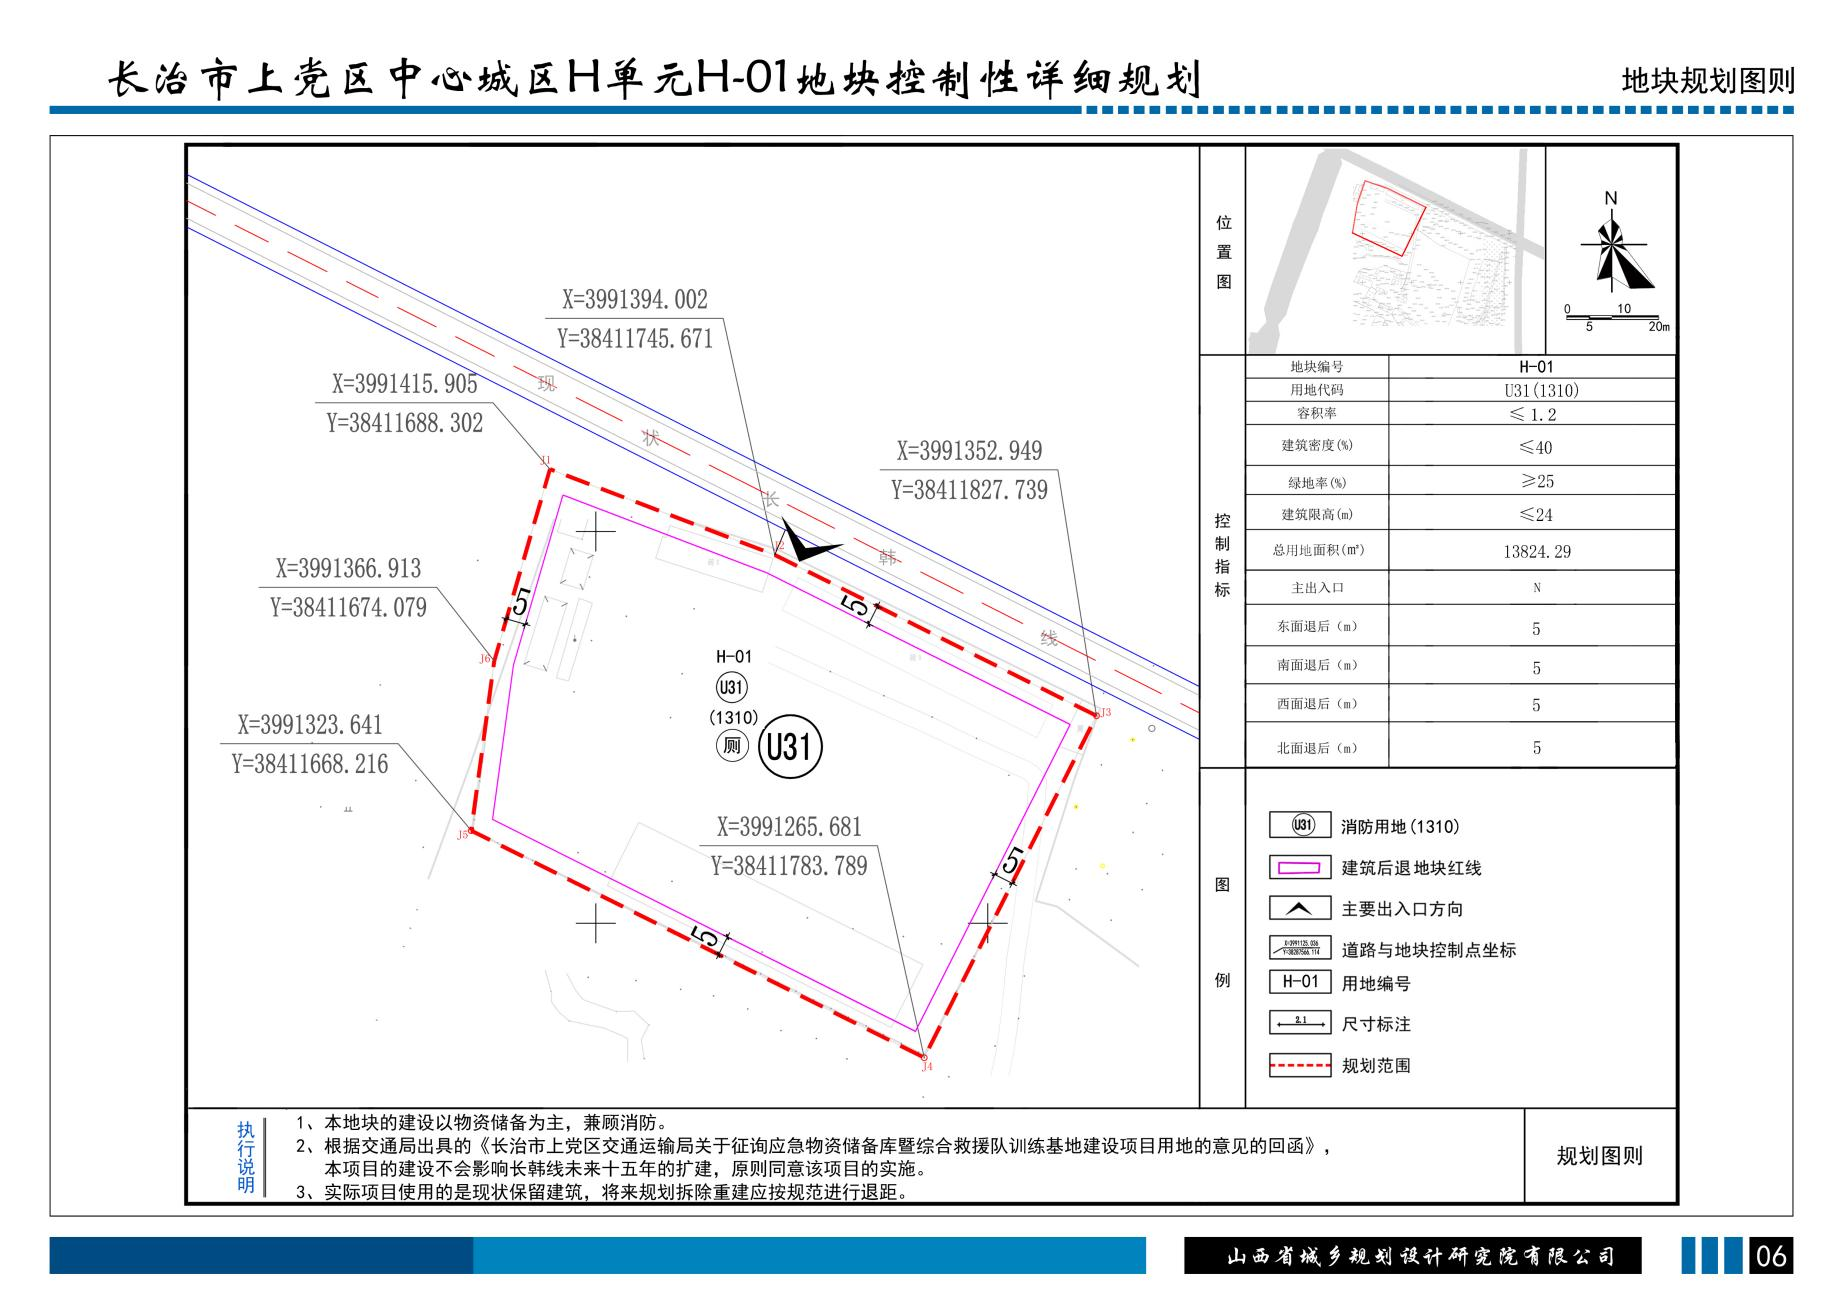 长治市上党区中心城区H单元H-01地块控制性详细规划
地块规划图则
X=3991394.002
Y=38411745.671
X=3991415.905
Y=38411688.302
X=3991352.949
Y=38411827.739
X=3991366.913
Y=38411674.079
X=3991323.641
Y=38411668.216
X=3991265.681
Y=38411783.789
现
状
长
韩
线
J1
J2
J3
J4
J5
J6
5
5
5
5
H-01
U31
(1310)
厕
U31
位置图
N
0 10
5 20m
控制指标
地块编号 H-01
用地代码 U31(1310)
容积率 ≤1.2
建筑密度(%) ≤40
绿地率(%) ≥25
建筑限高(m) ≤24
总用地面积(㎡) 13824.29
主出入口 N
东面退后（m） 5
南面退后（m） 5
西面退后（m） 5
北面退后（m） 5
图例
U31 消防用地(1310)
建筑后退地块红线
主要出入口方向
道路与地块控制点坐标
H-01 用地编号
2.1 尺寸标注
规划范围
执行说明
1、本地块的建设以物资储备为主，兼顾消防。
2、根据交通局出具的《长治市上党区交通运输局关于征询应急物资储备库暨综合救援队训练基地建设项目用地的意见的回函》，
本项目的建设不会影响长韩线未来十五年的扩建，原则同意该项目的实施。
3、实际项目使用的是现状保留建筑，将来规划拆除重建应按规范进行退距。
规划图则
山西省城乡规划设计研究院有限公司
06